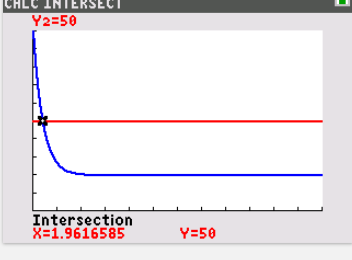 CALC INTERSECT
Y2=50
Intersection
X=1.9616585 Y=50